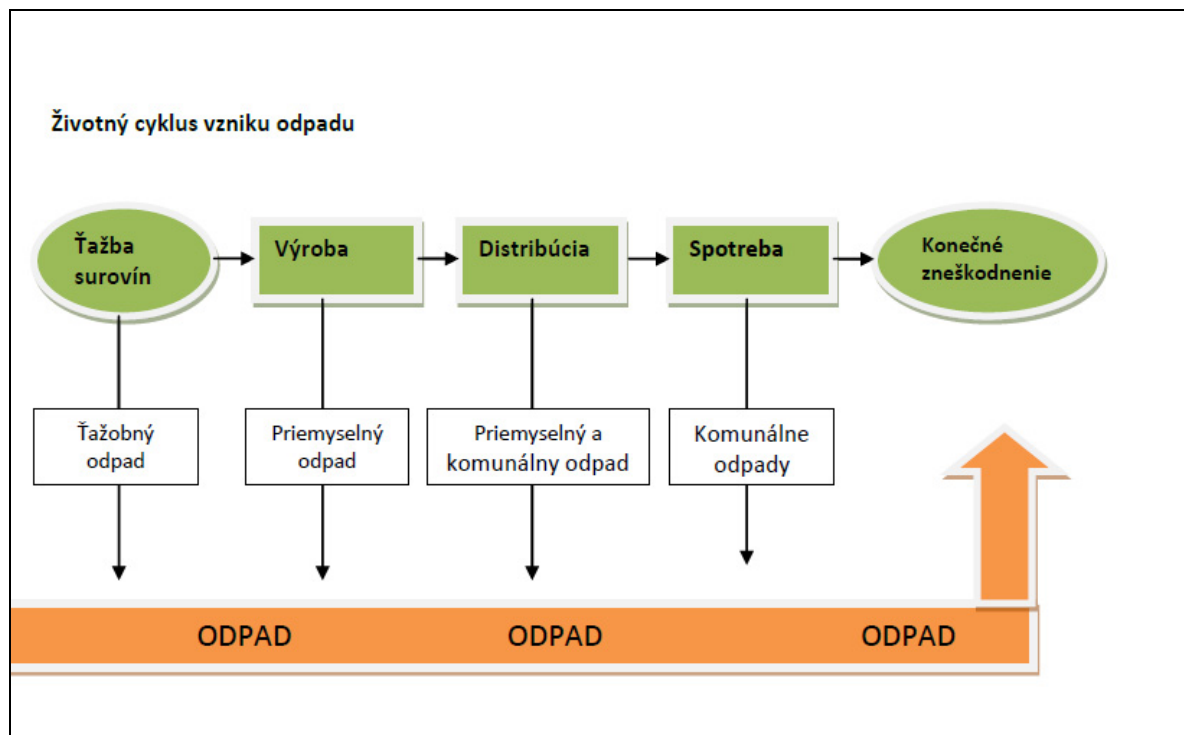 Životný cyklus vzniku odpadu
Ťažba
surovín
Výroba
Distribúcia
Spotreba
Konečné
zneškodnenie
Ťažobný
odpad
Priemyselný
odpad
Priemyselný a
komunálny odpad
Komunálne
odpady
ODPAD
ODPAD
ODPAD